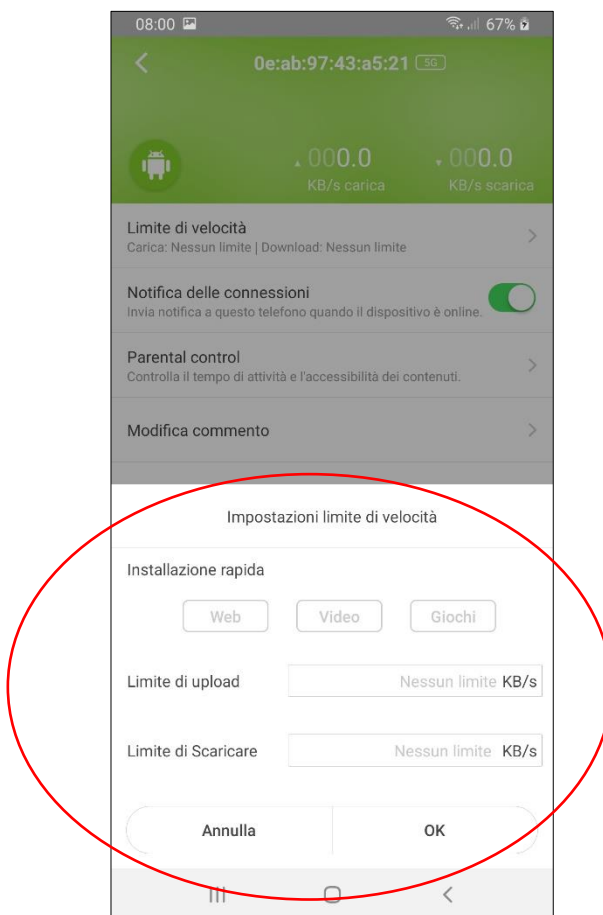 08:00 67%
0e:ab:97:43:a5:21 5G
000.0 000.0
KB/s carica KB/s scarica
Limite di velocità
Carica: Nessun limite | Download: Nessun limite
Notifica delle connessioni
Invia notifica a questo telefono quando il dispositivo è online.
Parental control
Controlla il tempo di attività e l'accessibilità dei contenuti.
Modifica commento
Impostazioni limite di velocità
Installazione rapida
Web Video Giochi
Limite di upload Nessun limite KB/s
Limite di Scaricare Nessun limite KB/s
Annulla OK